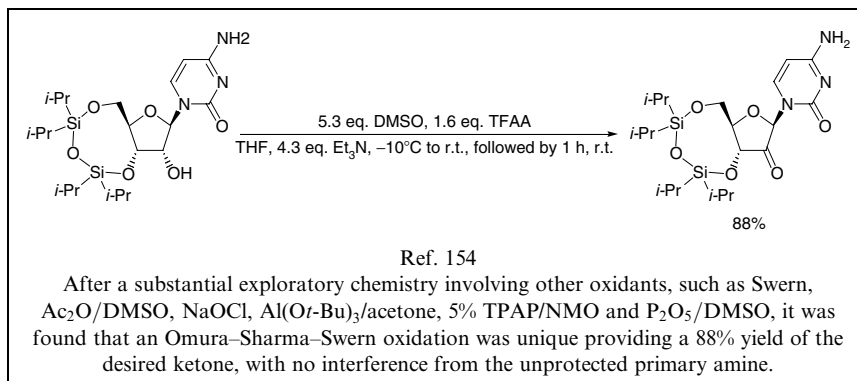 NH2
NH2
N
N
i-Pr
O
O
N
O
i-Pr
O
O
N
O
Si
Si
i-Pr
O
OH
i-Pr
O
O
Si
O
Si
O
i-Pr
i-Pr
i-Pr
i-Pr
5.3 eq. DMSO, 1.6 eq. TFAA
THF, 4.3 eq. Et3N, –10°C to r.t., followed by 1 h, r.t.
88%
Ref. 154
After a substantial exploratory chemistry involving other oxidants, such as Swern,
Ac2O/DMSO, NaOCl, Al(Ot-Bu)3/acetone, 5% TPAP/NMO and P2O5/DMSO, it was
found that an Omura–Sharma–Swern oxidation was unique providing a 88% yield of the
desired ketone, with no interference from the unprotected primary amine.